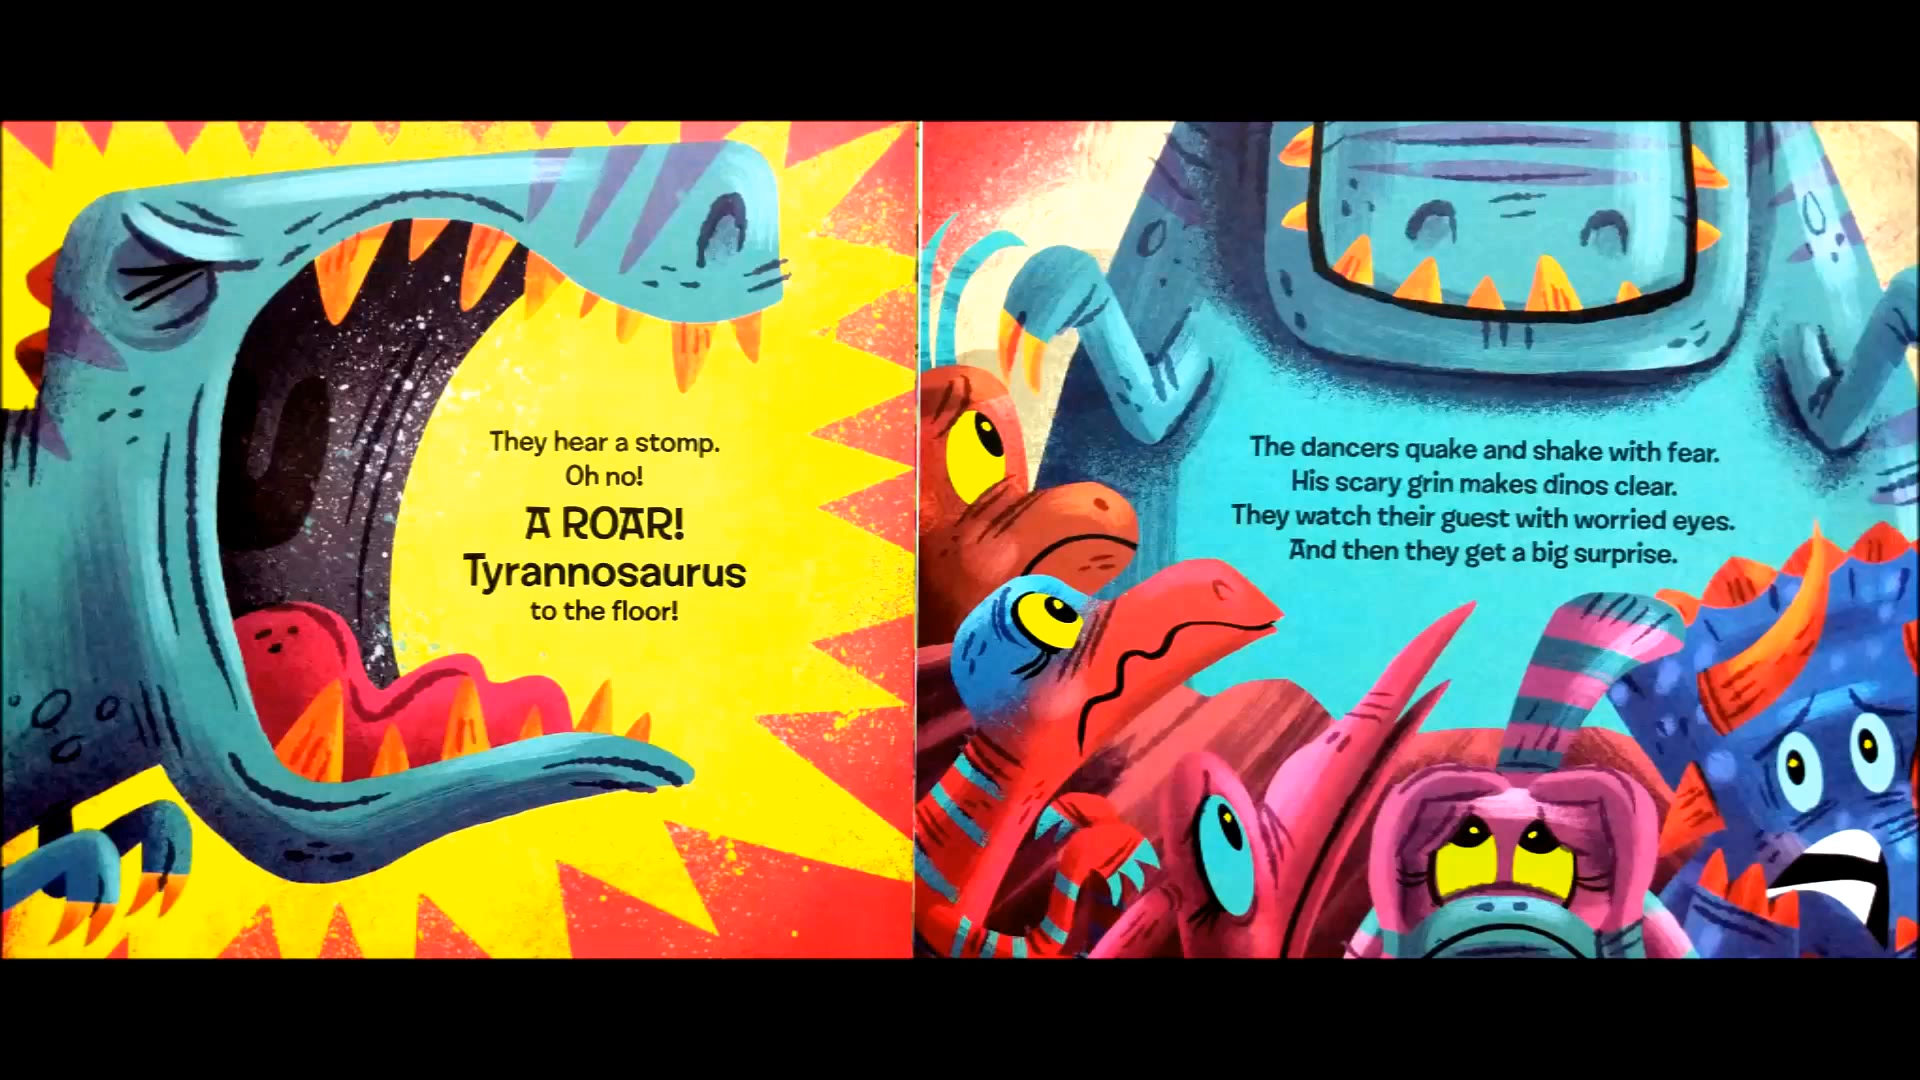 They hear a stomp.
Oh no!
A ROAR!
Tyrannosaurus
to the floor!
The dancers quake and shake with fear.
His scary grin makes dinos clear.
They watch their guest with worried eyes.
And then they get a big surprise.